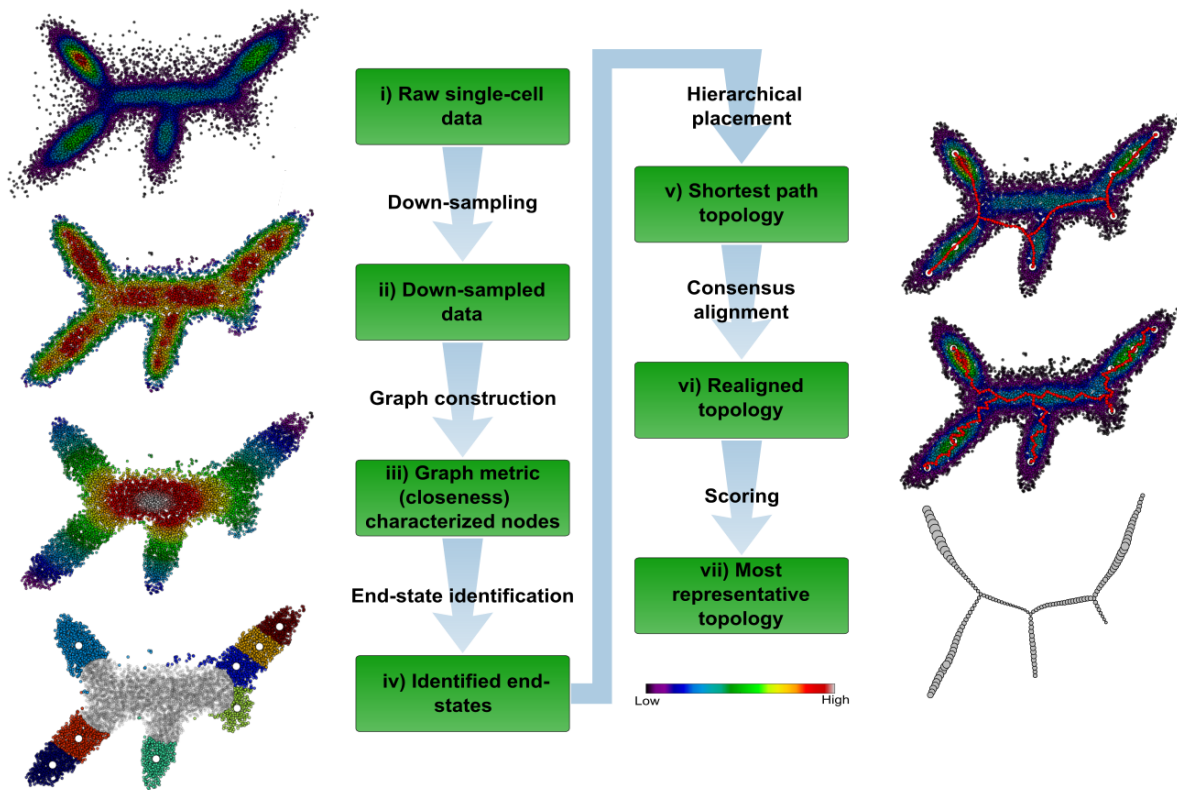 i) Raw single-cell
data
Down-sampling
ii) Down-sampled
data
Graph construction
iii) Graph metric
(closeness)
characterized nodes
End-state identification
iv) Identified end-
states
Hierarchical
placement
v) Shortest path
topology
Consensus
alignment
vi) Realigned
topology
Scoring
vii) Most
representative
topology
Low
High